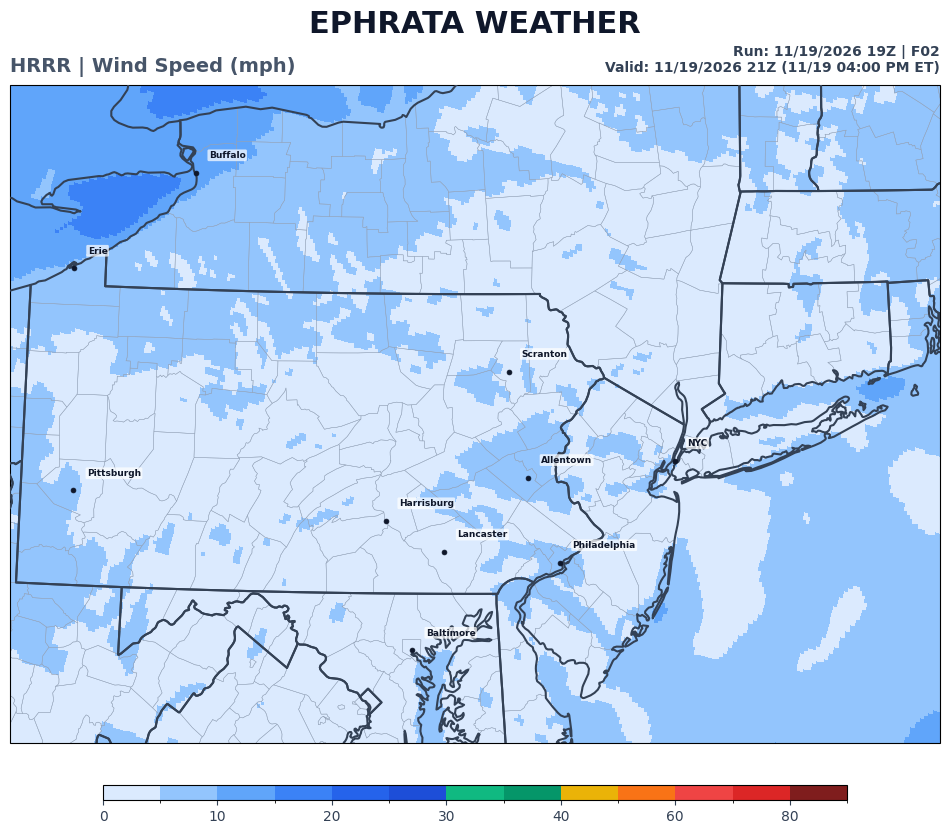 EPHRATA WEATHER
HRRR | Wind Speed (mph)
Run: 11/19/2026 19Z | F02
Valid: 11/19/2026 21Z (11/19 04:00 PM ET)
Buffalo
Erie
Scranton
NYC
Allentown
Pittsburgh
Harrisburg
Lancaster
Philadelphia
Baltimore
0 10 20 30 40 50 60 70 80